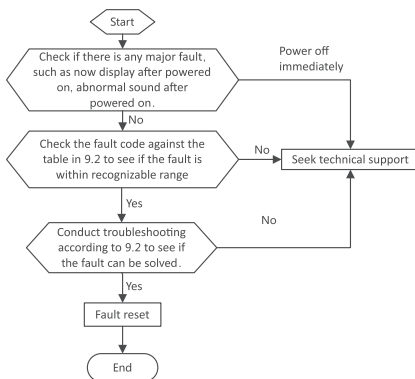 Start
Check if there is any major fault,
such as now display after powered
on, abnormal sound after
powered on.
Power off
immediately
No
Check the fault code against the
table in 9.2 to see if the fault is
within recognizable range
No
Seek technical support
Yes
Conduct troubleshooting
according to 9.2 to see if
the fault can be solved.
No
Yes
Fault reset
End